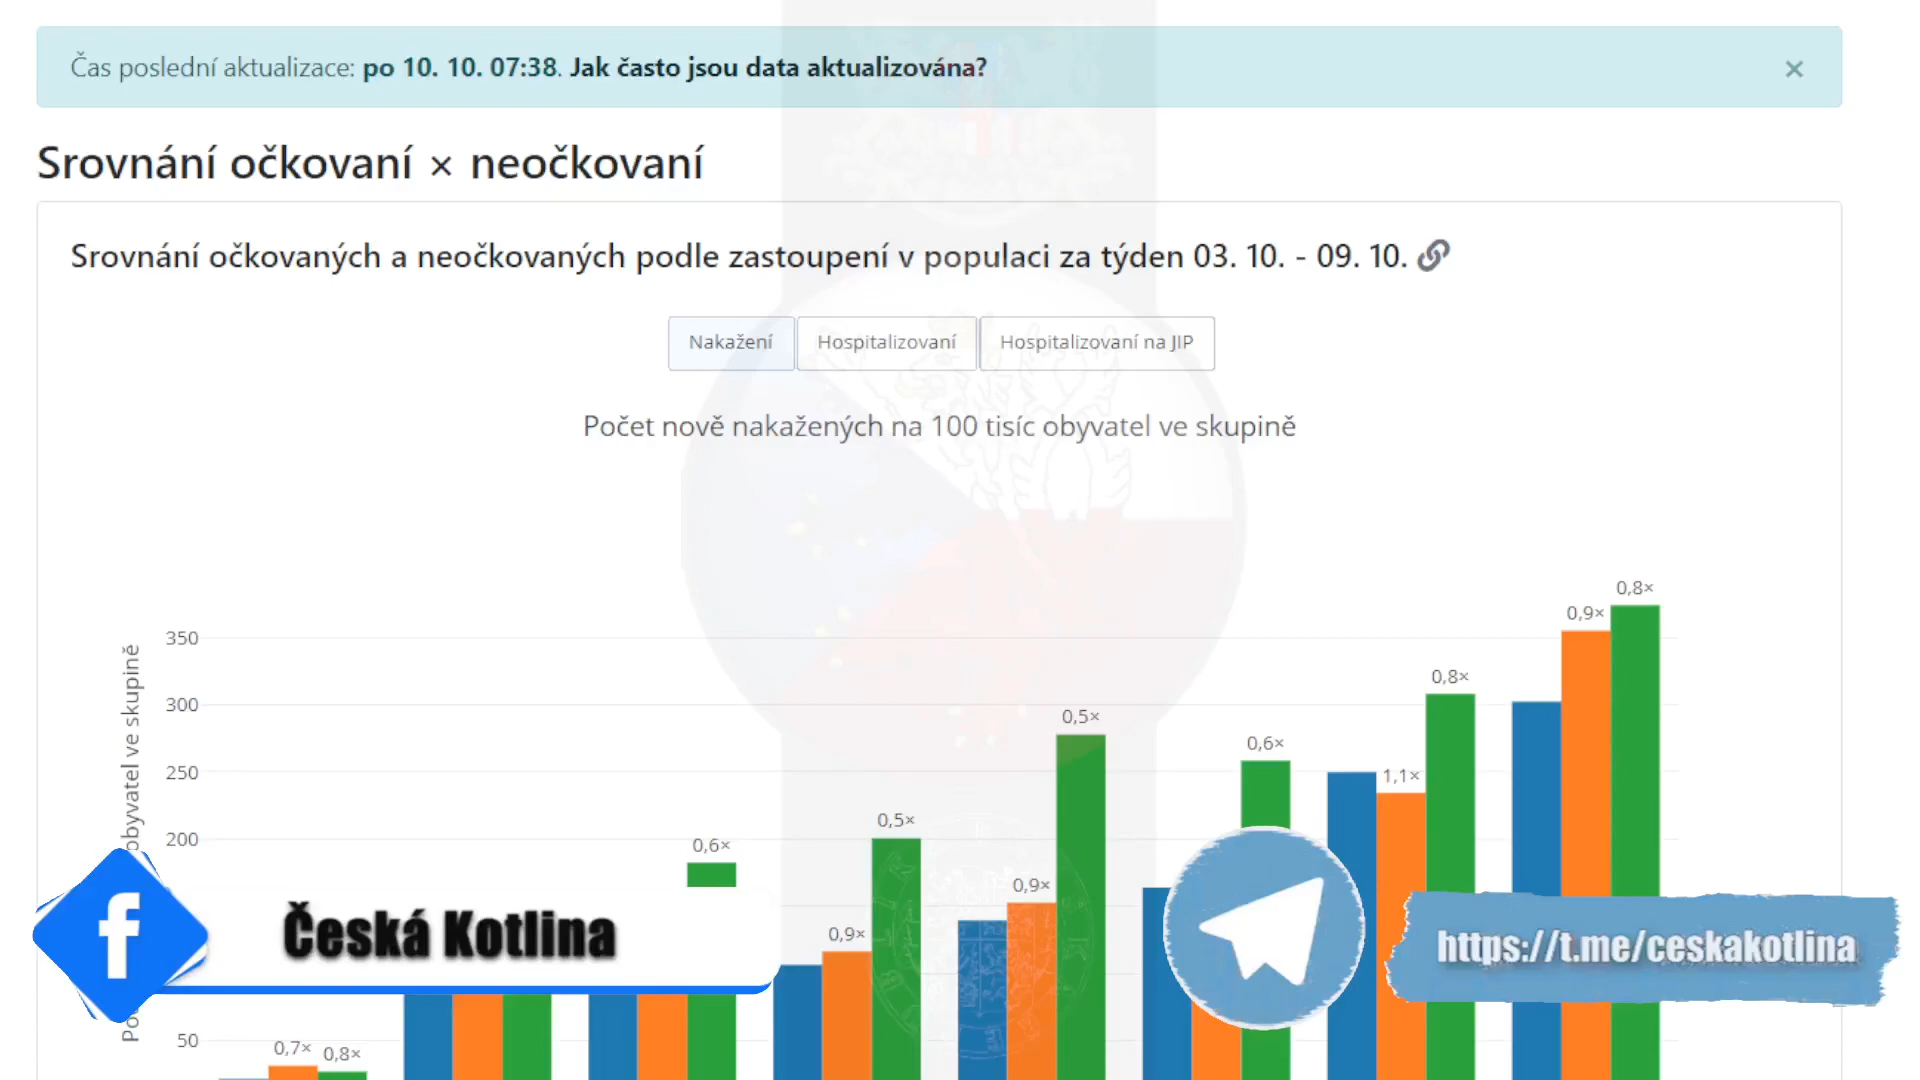 Čas poslední aktualizace: po 10. 10. 07:38. Jak často jsou data aktualizována? ×
Srovnání očkovaní × neočkovaní
Srovnání očkovaných a neočkovaných podle zastoupení v populaci za týden 03. 10. - 09. 10.
Nakažení Hospitalizovaní Hospitalizovaní na JIP
Počet nově nakažených na 100 tisíc obyvatel ve skupině
0,8×
0,9×
350
0,8×
300
0,5×
0,6×
250
1,1×
0,5×
200
0,6×
0,9×
0,9×
50
0,7× 0,8×
obyvatel ve skupině
Česká Kotlina
https://t.me/ceskakotlina